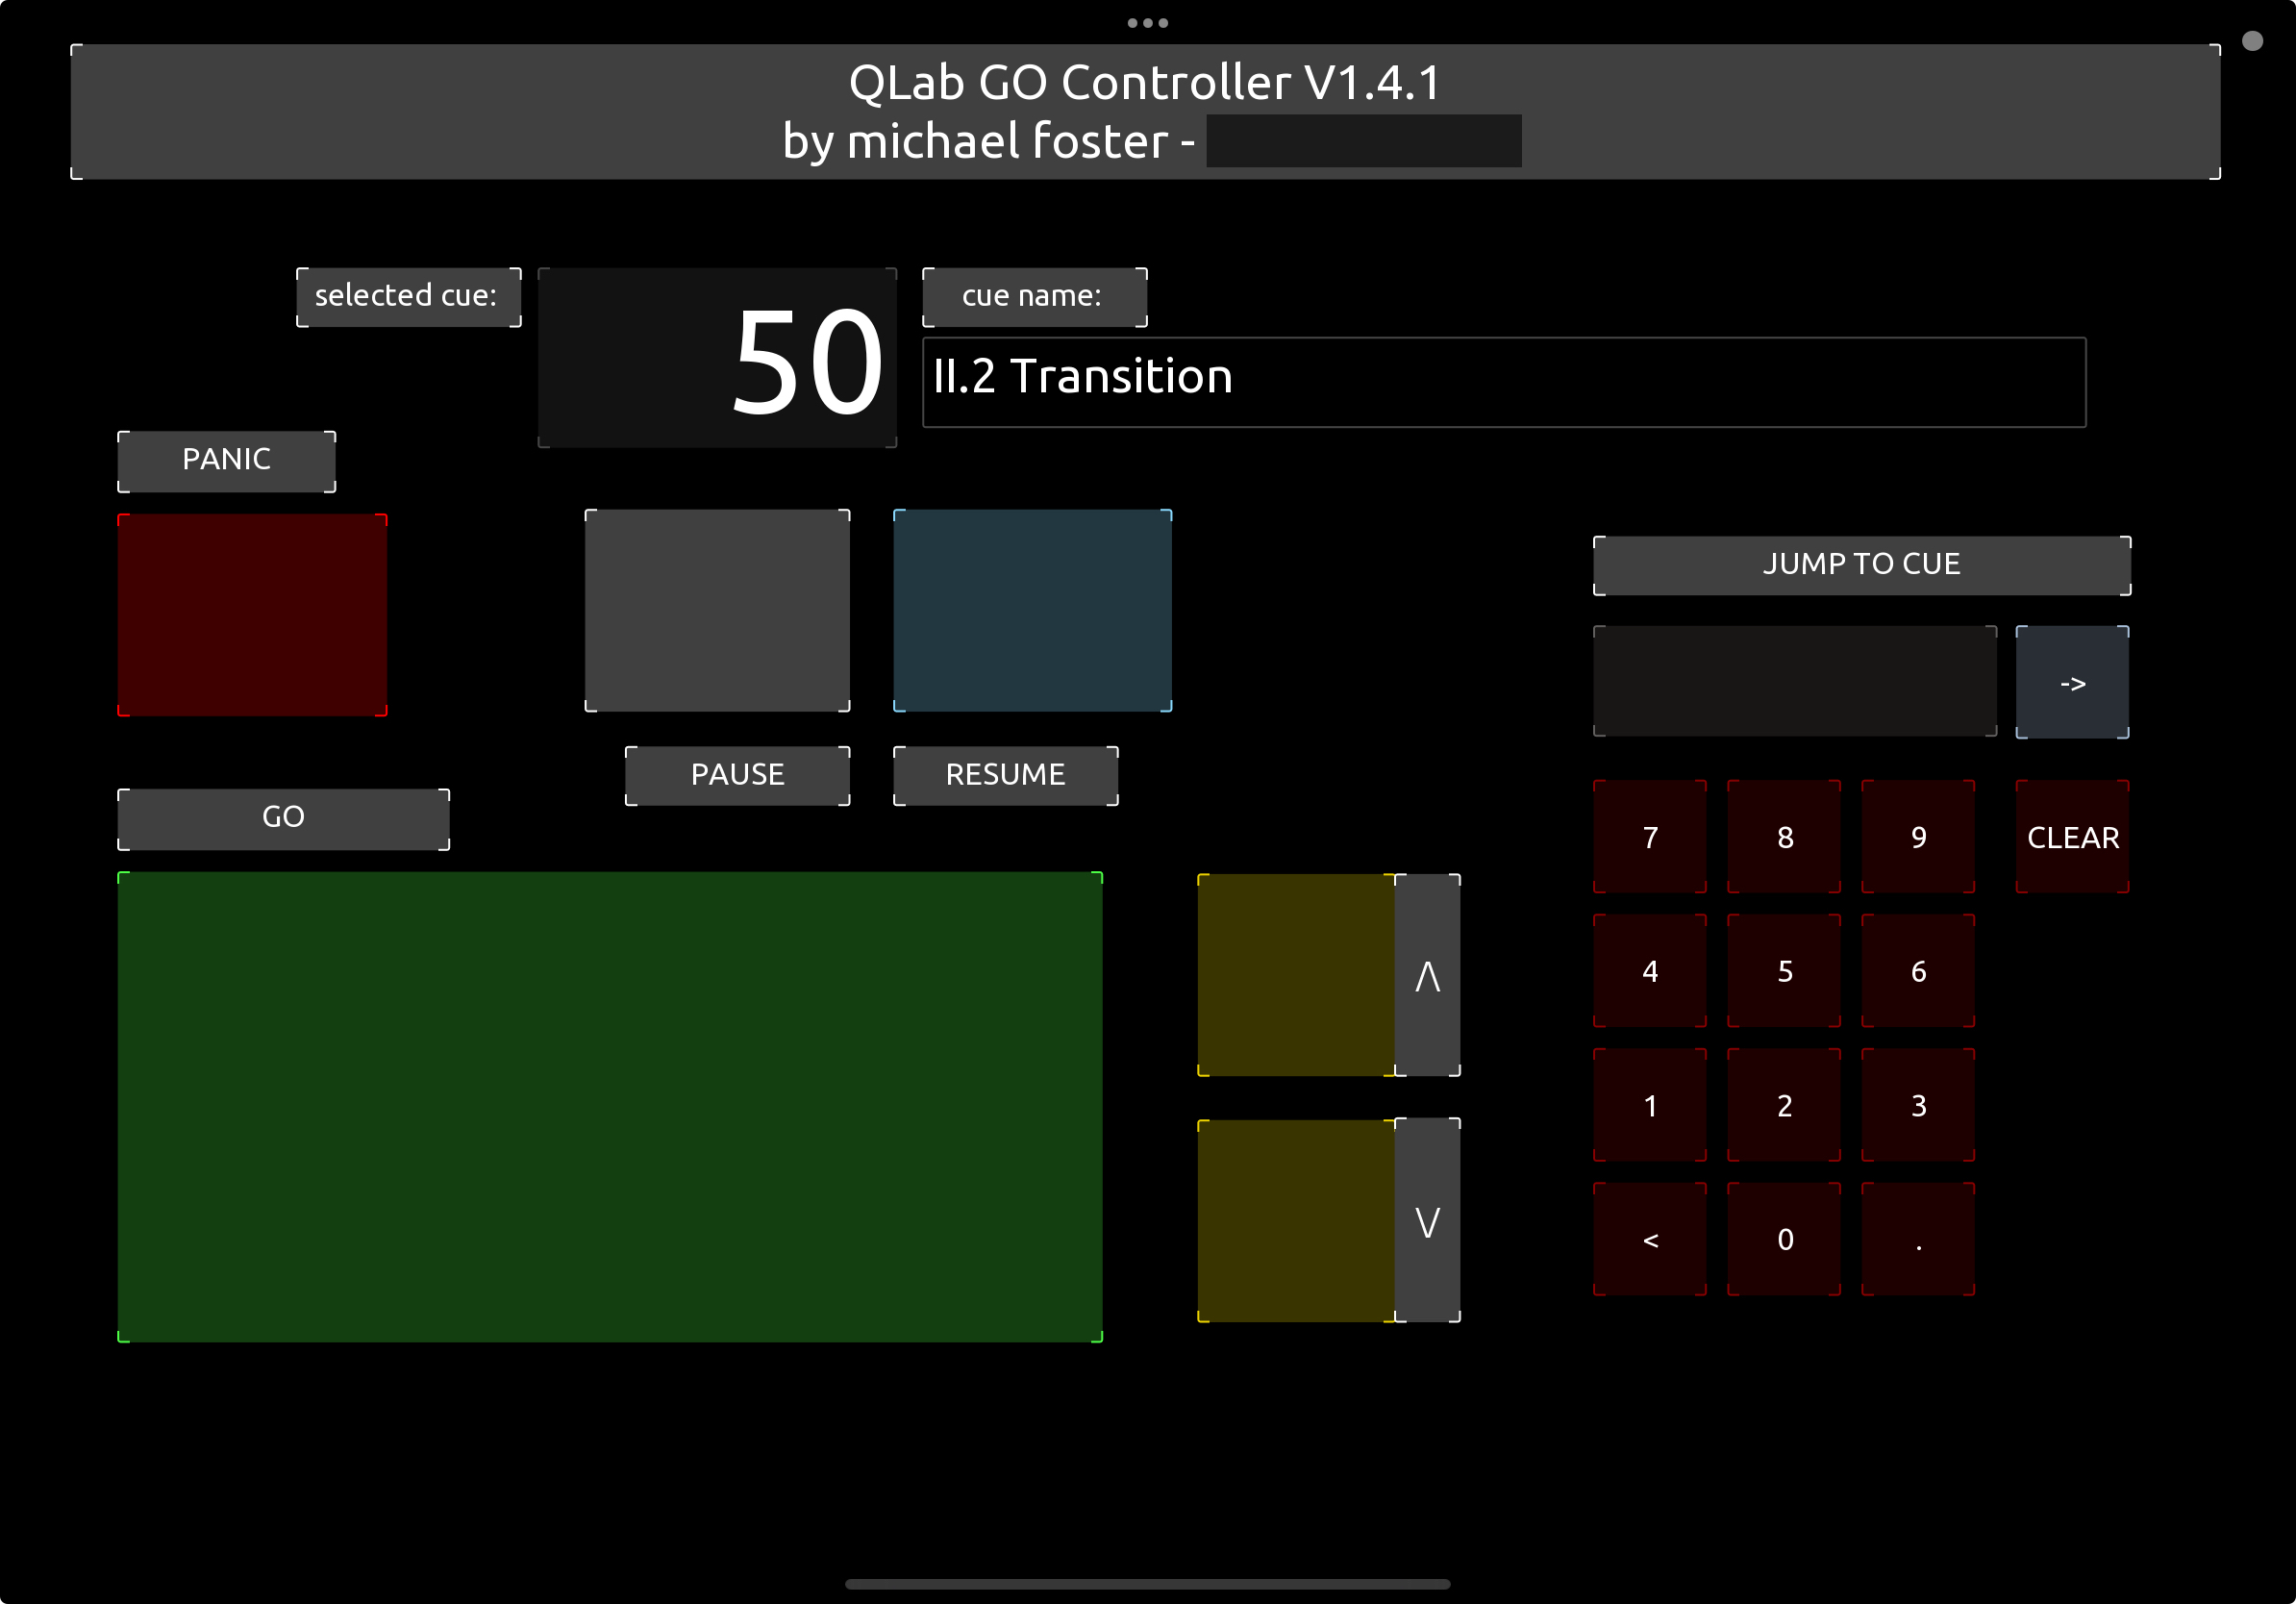 QLab GO Controller V1.4.1
by michael foster -
selected cue:
50
cue name:
II.2 Transition
PANIC
JUMP TO CUE
->
PAUSE
RESUME
GO
7 8 9 CLEAR
/\
4 5 6
1 2 3
\/
< 0 .